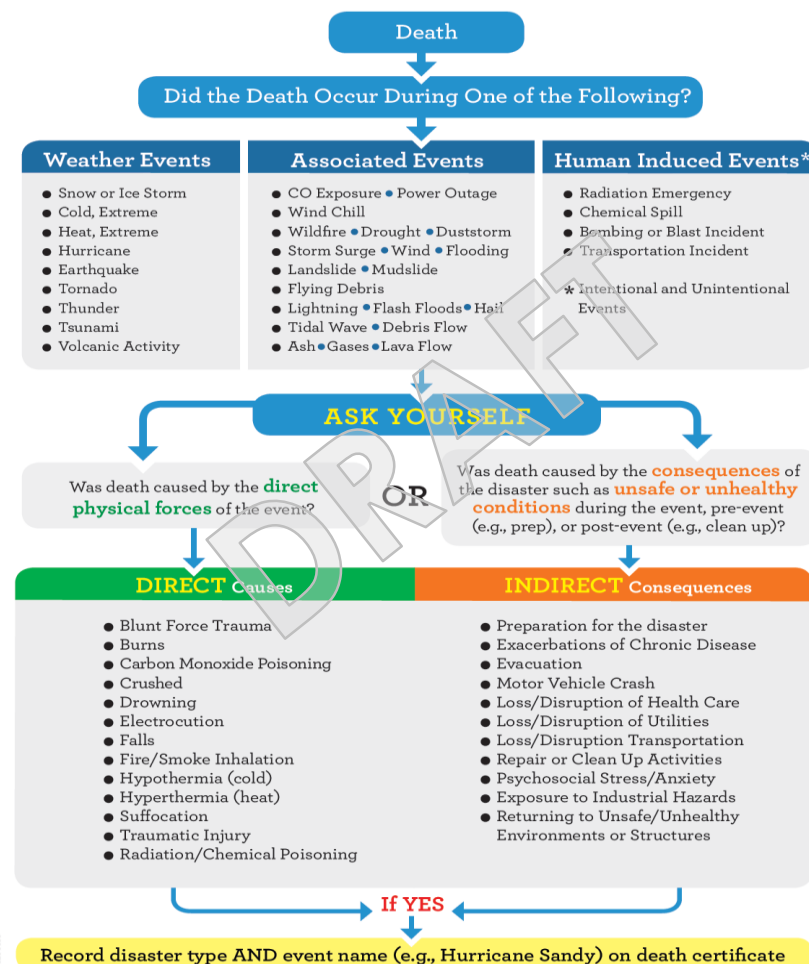 Death
Did the Death Occur During One of the Following?
Weather Events
● Snow or Ice Storm
● Cold, Extreme
● Heat, Extreme
● Hurricane
● Earthquake
● Tornado
● Thunder
● Tsunami
● Volcanic Activity
Associated Events
● CO Exposure ● Power Outage
● Wind Chill
● Wildfire ● Drought ● Duststorm
● Storm Surge ● Wind ● Flooding
● Landslide ● Mudslide
● Flying Debris
● Lightning ● Flash Floods ● Hail
● Tidal Wave ● Debris Flow
● Ash ● Gases ● Lava Flow
Human Induced Events*
● Radiation Emergency
● Chemical Spill
● Bombing or Blast Incident
● Transportation Incident
* Intentional and Unintentional
Events
ASK YOURSELF
Was death caused by the direct
physical forces of the event?
OR
Was death caused by the consequences of
the disaster such as unsafe or unhealthy
conditions during the event, pre-event
(e.g., prep), or post-event (e.g., clean up)?
DIRECT Causes
● Blunt Force Trauma
● Burns
● Carbon Monoxide Poisoning
● Crushed
● Drowning
● Electrocution
● Falls
● Fire/Smoke Inhalation
● Hypothermia (cold)
● Hyperthermia (heat)
● Suffocation
● Traumatic Injury
● Radiation/Chemical Poisoning
INDIRECT Consequences
● Preparation for the disaster
● Exacerbations of Chronic Disease
● Evacuation
● Motor Vehicle Crash
● Loss/Disruption of Health Care
● Loss/Disruption of Utilities
● Loss/Disruption Transportation
● Repair or Clean Up Activities
● Psychosocial Stress/Anxiety
● Exposure to Industrial Hazards
● Returning to Unsafe/Unhealthy
Environments or Structures
If YES
Record disaster type AND event name (e.g., Hurricane Sandy) on death certificate
DRAFT